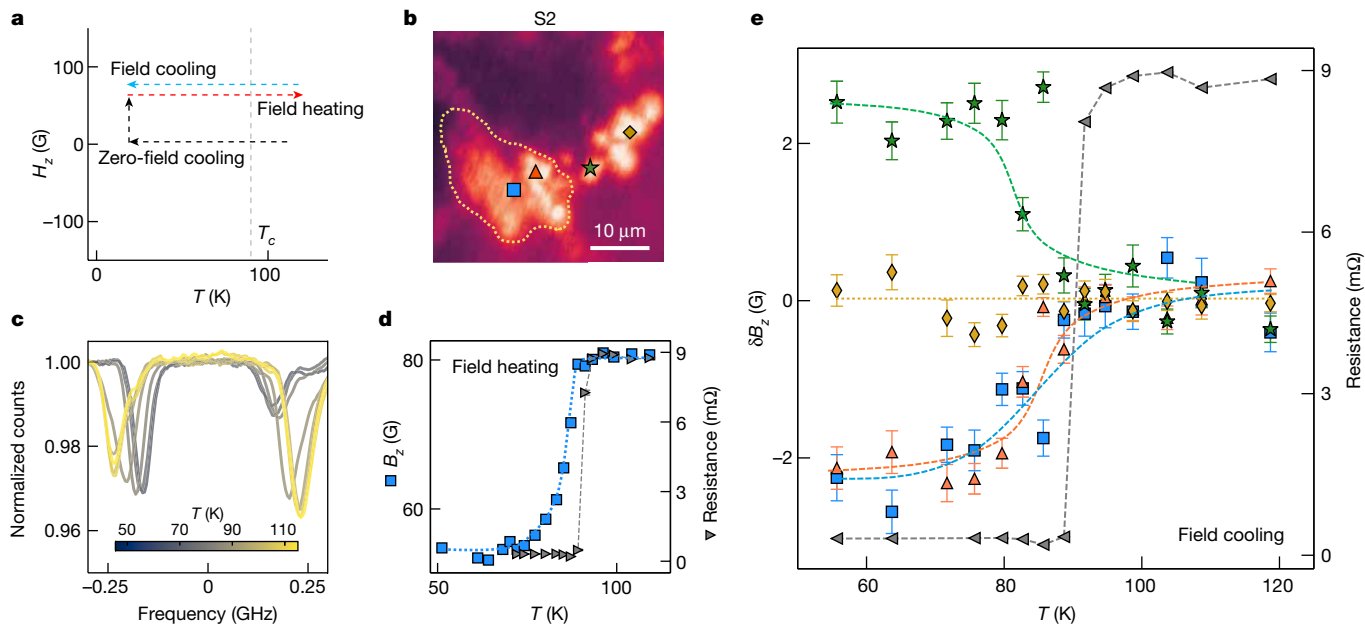 a
H_z (G)
100
0
−100
Field cooling
Field heating
Zero-field cooling
T_c
0
100
T (K)
b
S2
10 μm
c
Normalized counts
1.00
0.98
0.96
T (K)
50
70
90
110
−0.25
0
0.25
Frequency (GHz)
d
B_z (G)
80
60
Field heating
9
6
3
0
Resistance (mΩ)
50
100
T (K)
e
δB_z (G)
2
0
−2
9
6
3
0
Resistance (mΩ)
Field cooling
60
80
100
120
T (K)